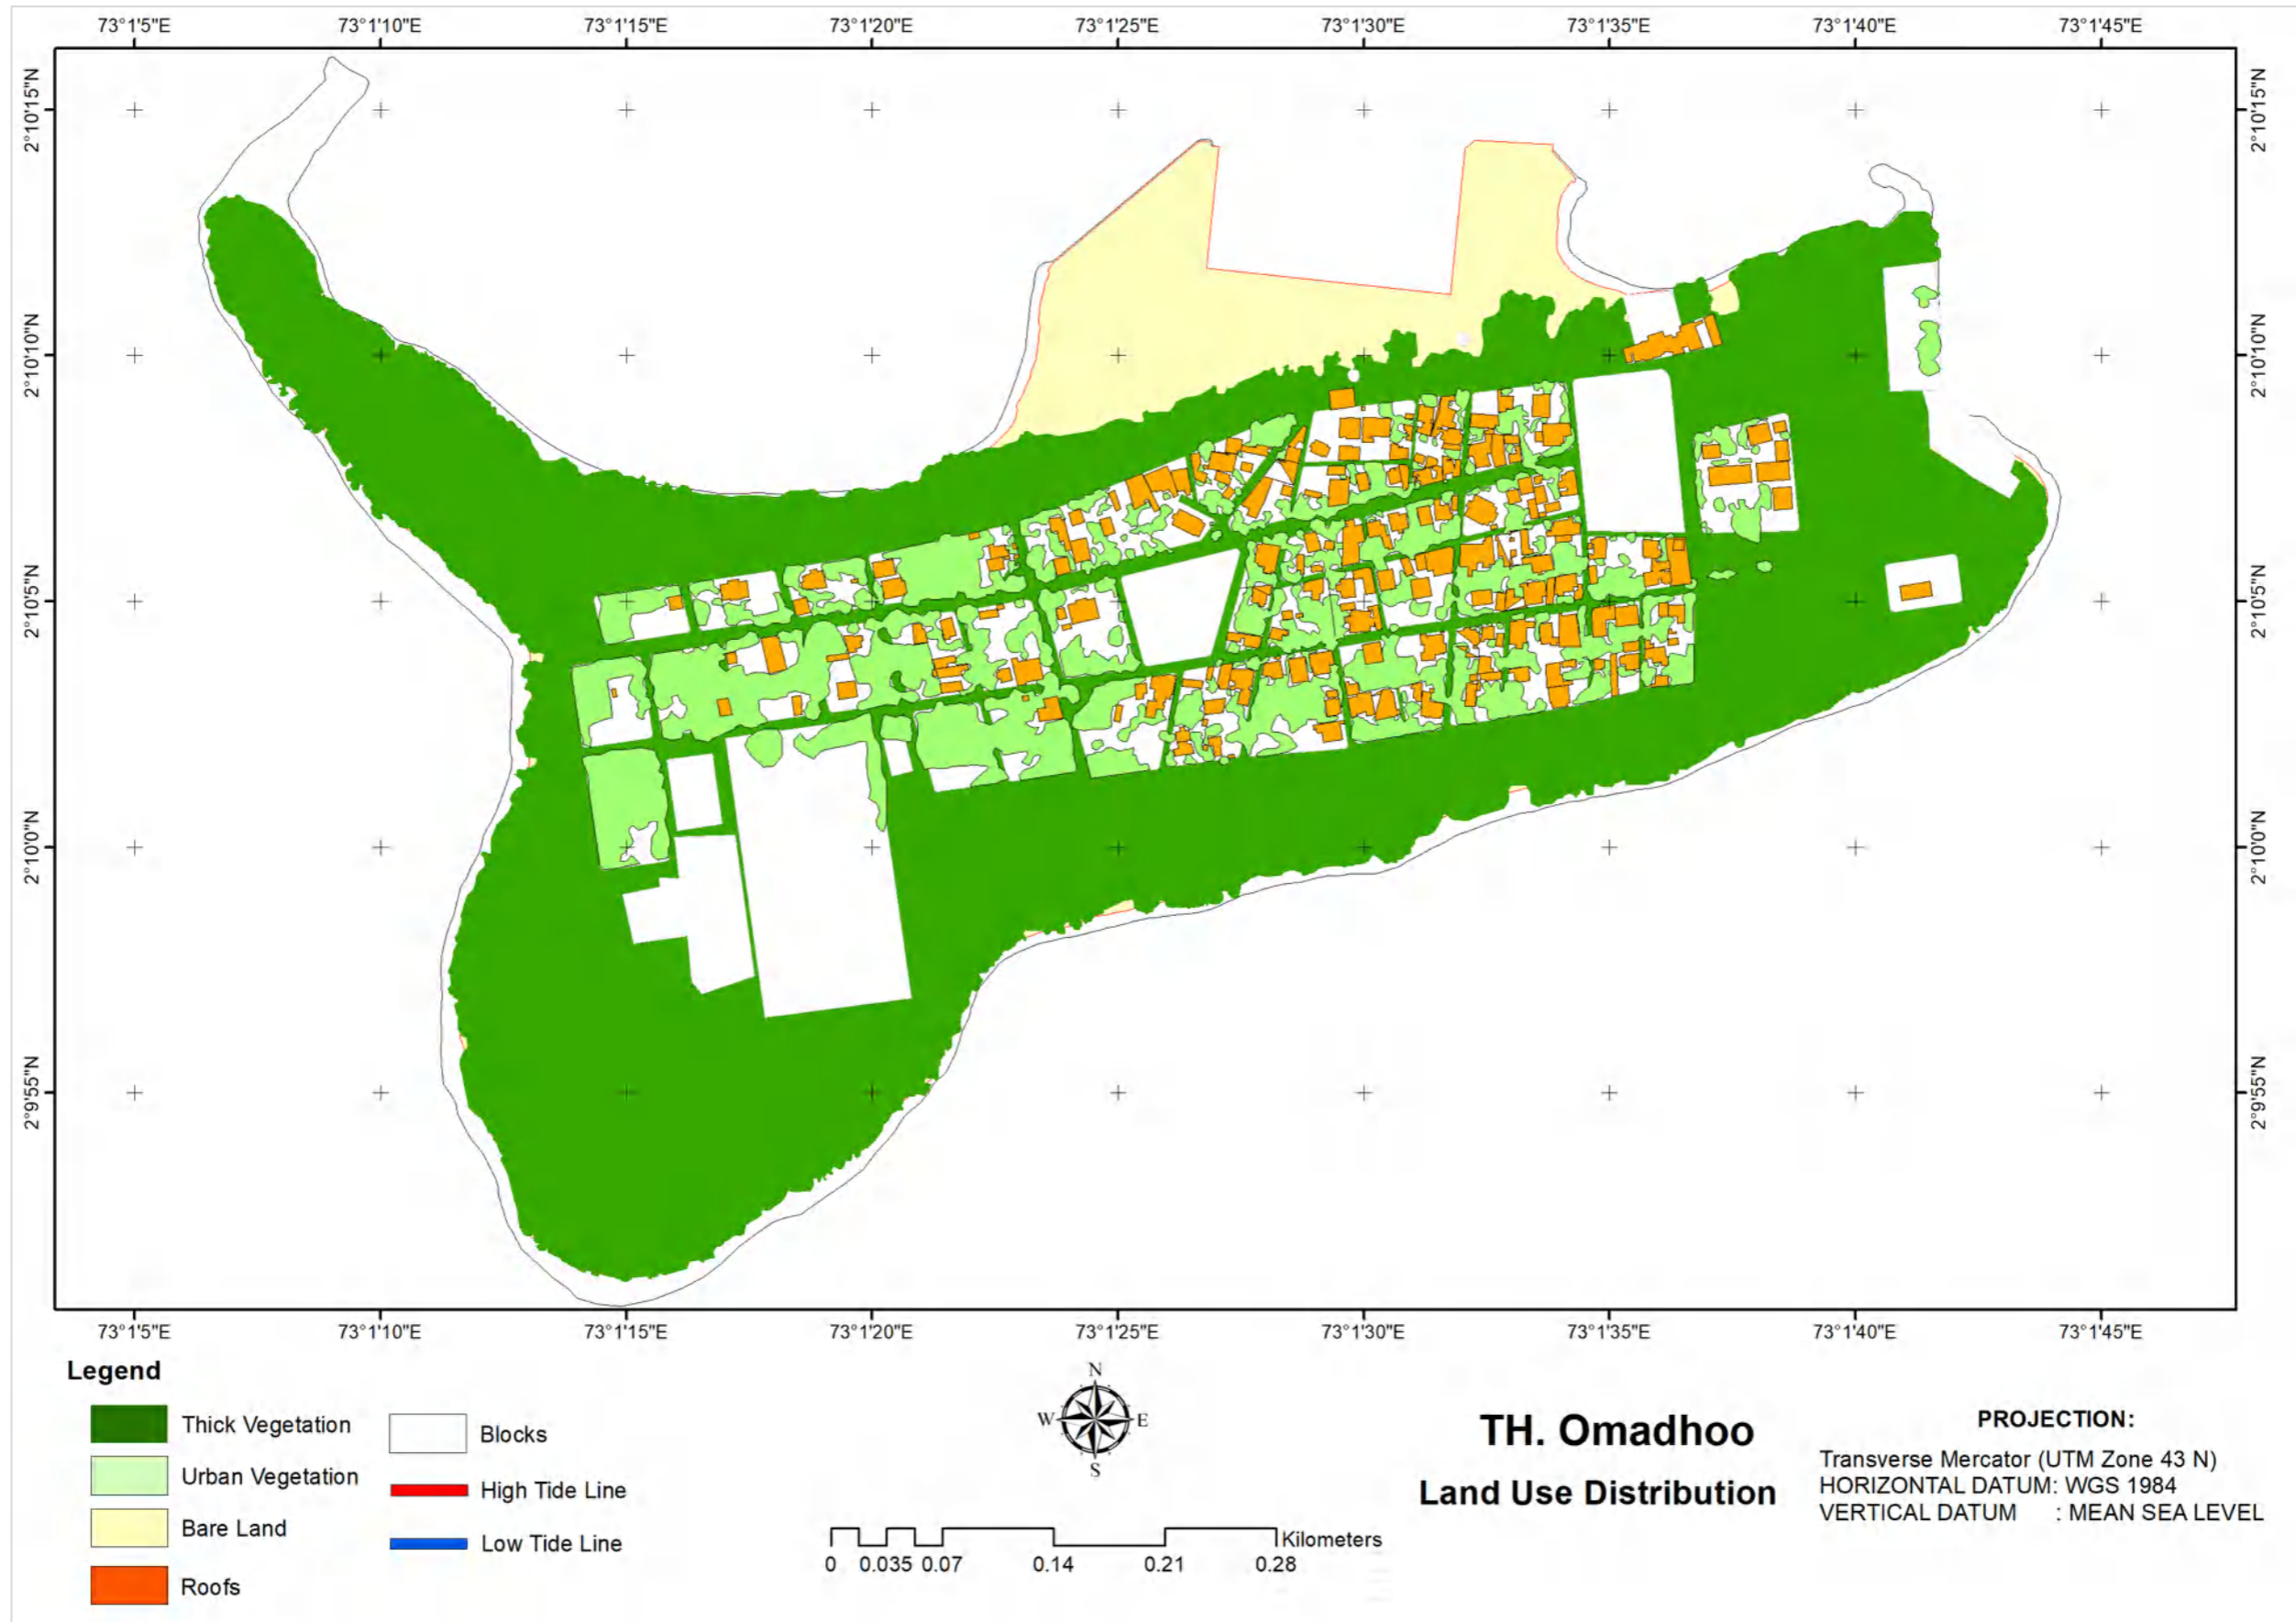 73°1'5"E 73°1'10"E 73°1'15"E 73°1'20"E 73°1'25"E 73°1'30"E 73°1'35"E 73°1'40"E 73°1'45"E
2°10'15"N 2°10'15"N
2°10'10"N 2°10'10"N
2°10'5"N 2°10'5"N
2°10'0"N 2°10'0"N
2°9'55"N 2°9'55"N
73°1'5"E 73°1'10"E 73°1'15"E 73°1'20"E 73°1'25"E 73°1'30"E 73°1'35"E 73°1'40"E 73°1'45"E
Legend
Thick Vegetation
Urban Vegetation
Bare Land
Roofs
Blocks
High Tide Line
Low Tide Line
N
W E
S
Kilometers
0 0.035 0.07 0.14 0.21 0.28
TH. Omadhoo
Land Use Distribution
PROJECTION:
Transverse Mercator (UTM Zone 43 N)
HORIZONTAL DATUM: WGS 1984
VERTICAL DATUM : MEAN SEA LEVEL